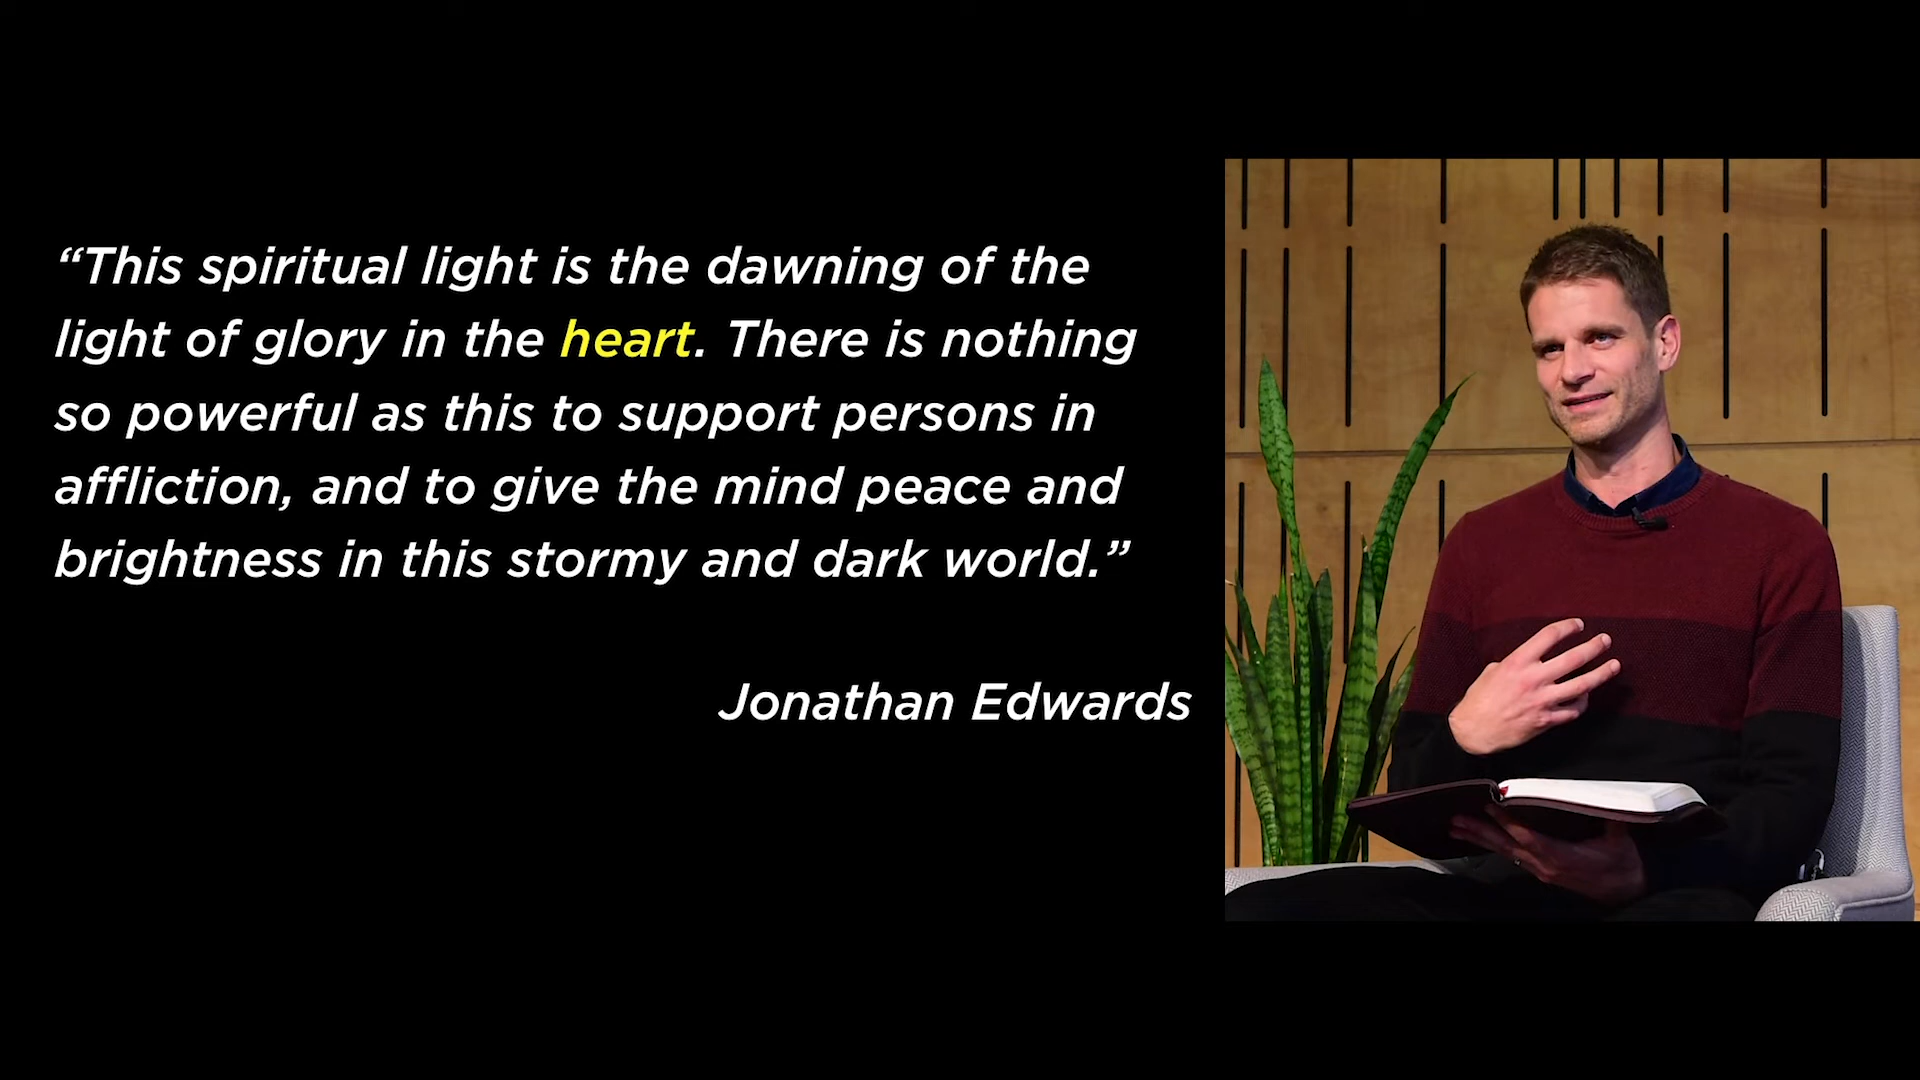 “This spiritual light is the dawning of the
light of glory in the heart. There is nothing
so powerful as this to support persons in
affliction, and to give the mind peace and
brightness in this stormy and dark world.”
Jonathan Edwards